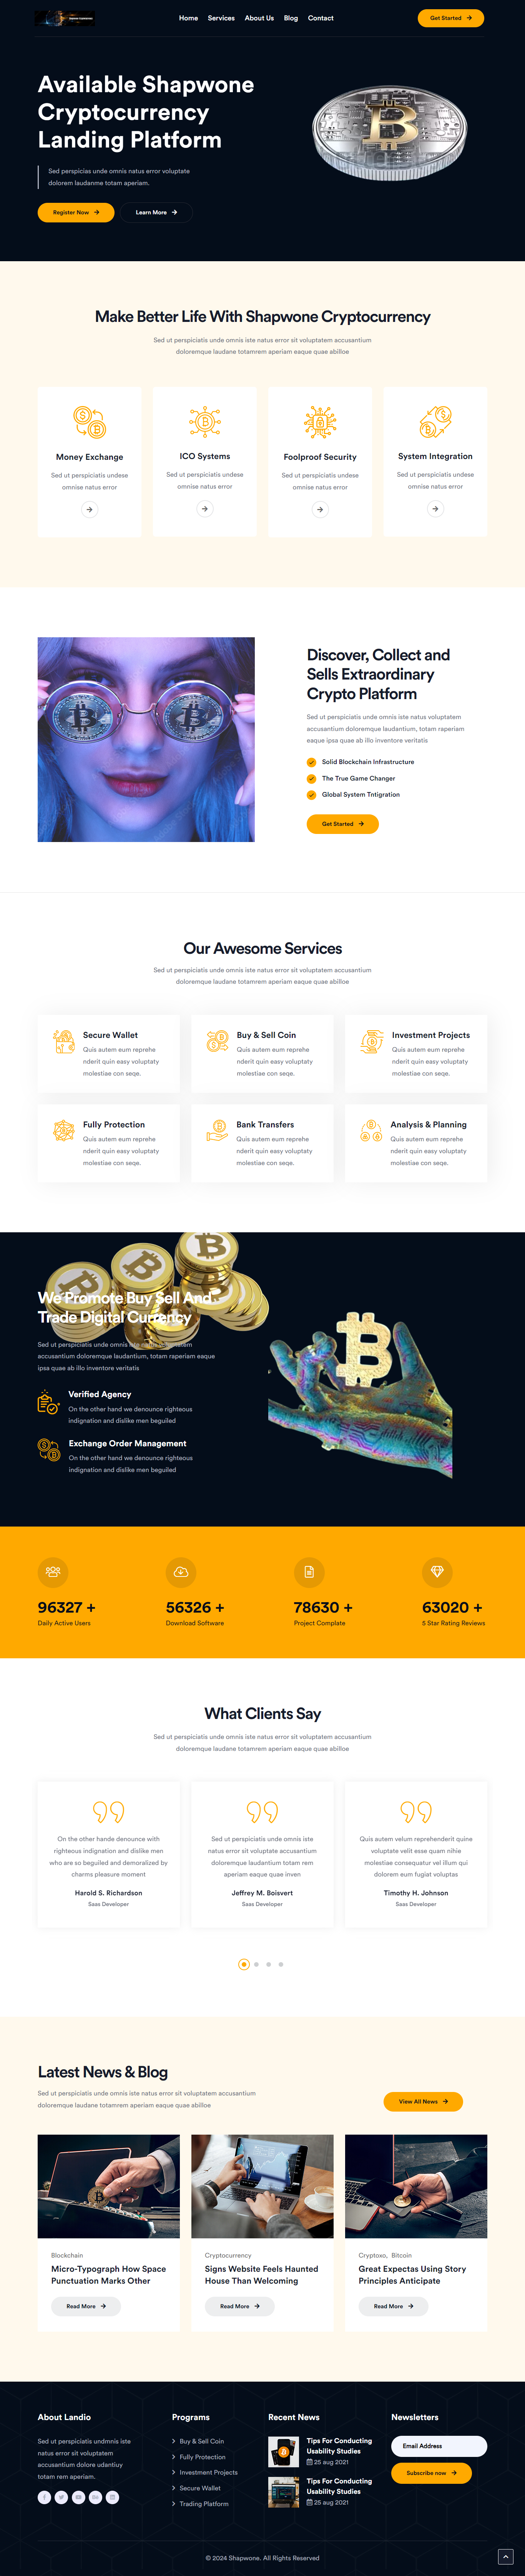 Home Services About Us Blog Contact
Get Started
Available Shapwone
Cryptocurrency
Landing Platform
Sed perspicias unde omnis natus error voluptate
dolorem laudanme totam aperiam.
Register Now
Learn More
Make Better Life With Shapwone Cryptocurrency
Sed ut perspiciatis unde omnis iste natus error sit voluptatem accusantium
doloremque laudane totamrem aperiam eaque quae abilloe
Money Exchange
Sed ut perspiciatis undese
omnise natus error
ICO Systems
Sed ut perspiciatis undese
omnise natus error
Foolproof Security
Sed ut perspiciatis undese
omnise natus error
System Integration
Sed ut perspiciatis undese
omnise natus error
Discover, Collect and
Sells Extraordinary
Crypto Platform
Sed ut perspiciatis unde omnis iste natus voluptatem
accusantium doloremque laudantium, totam raperiam
eaque ipsa quae ab illo inventore veritatis
Solid Blockchain Infrastructure
The True Game Changer
Global System Tntigration
Get Started
Our Awesome Services
Sed ut perspiciatis unde omnis iste natus error sit voluptatem accusantium
doloremque laudane totamrem aperiam eaque quae abilloe
Secure Wallet
Quis autem eum reprehe
nderit quin easy voluptaty
molestiae con seqe.
Buy & Sell Coin
Quis autem eum reprehe
nderit quin easy voluptaty
molestiae con seqe.
Investment Projects
Quis autem eum reprehe
nderit quin easy voluptaty
molestiae con seqe.
Fully Protection
Quis autem eum reprehe
nderit quin easy voluptaty
molestiae con seqe.
Bank Transfers
Quis autem eum reprehe
nderit quin easy voluptaty
molestiae con seqe.
Analysis & Planning
Quis autem eum reprehe
nderit quin easy voluptaty
molestiae con seqe.
We Promote Buy Sell And
Trade Digital Currency
Sed ut perspiciatis unde omnis iste natus voluptatem
accusantium doloremque laudantium, totam raperiam eaque
ipsa quae ab illo inventore veritatis
Verified Agency
On the other hand we denounce righteous
indignation and dislike men beguiled
Exchange Order Management
On the other hand we denounce righteous
indignation and dislike men beguiled
96327 +
Daily Active Users
56326 +
Download Software
78630 +
Project Complate
63020 +
5 Star Rating Reviews
What Clients Say
Sed ut perspiciatis unde omnis iste natus error sit voluptatem accusantium
doloremque laudane totamrem aperiam eaque quae abilloe
On the other hande denounce with
righteous indignation and dislike men
who are so beguiled and demoralized by
charms pleasure moment
Harold S. Richardson
Saas Developer
Sed ut perspiciatis unde omnis iste
natus error sit voluptate accusantium
doloremque laudantium totam rem
aperiam eaque quae inven
Jeffrey M. Boisvert
Saas Developer
Quis autem velum reprehenderit quine
voluptate velit esse quam nihie
molestiae consequatur vel illum qui
dolorem eum fugiat voluptas
Timothy H. Johnson
Saas Developer
Latest News & Blog
Sed ut perspiciatis unde omnis iste natus error sit voluptatem accusantium
doloremque laudane totamrem aperiam eaque quae abilloe
View All News
Blockchain
Micro-Typograph How Space
Punctuation Marks Other
Read More
Cryptocurrency
Signs Website Feels Haunted
House Than Welcoming
Read More
Cryptoxo, Bitcoin
Great Expectas Using Story
Principles Anticipate
Read More
About Landio
Sed ut perspiciatis undmnis iste
natus error sit voluptatem
accusantium dolore udentiuy
totam rem aperiam.
Programs
Buy & Sell Coin
Fully Protection
Investment Projects
Secure Wallet
Trading Platform
Recent News
Tips For Conducting
Usability Studies
25 aug 2021
Tips For Conducting
Usability Studies
25 aug 2021
Newsletters
Email Address
Subscribe now
© 2024 Shapwone. All Rights Reserved